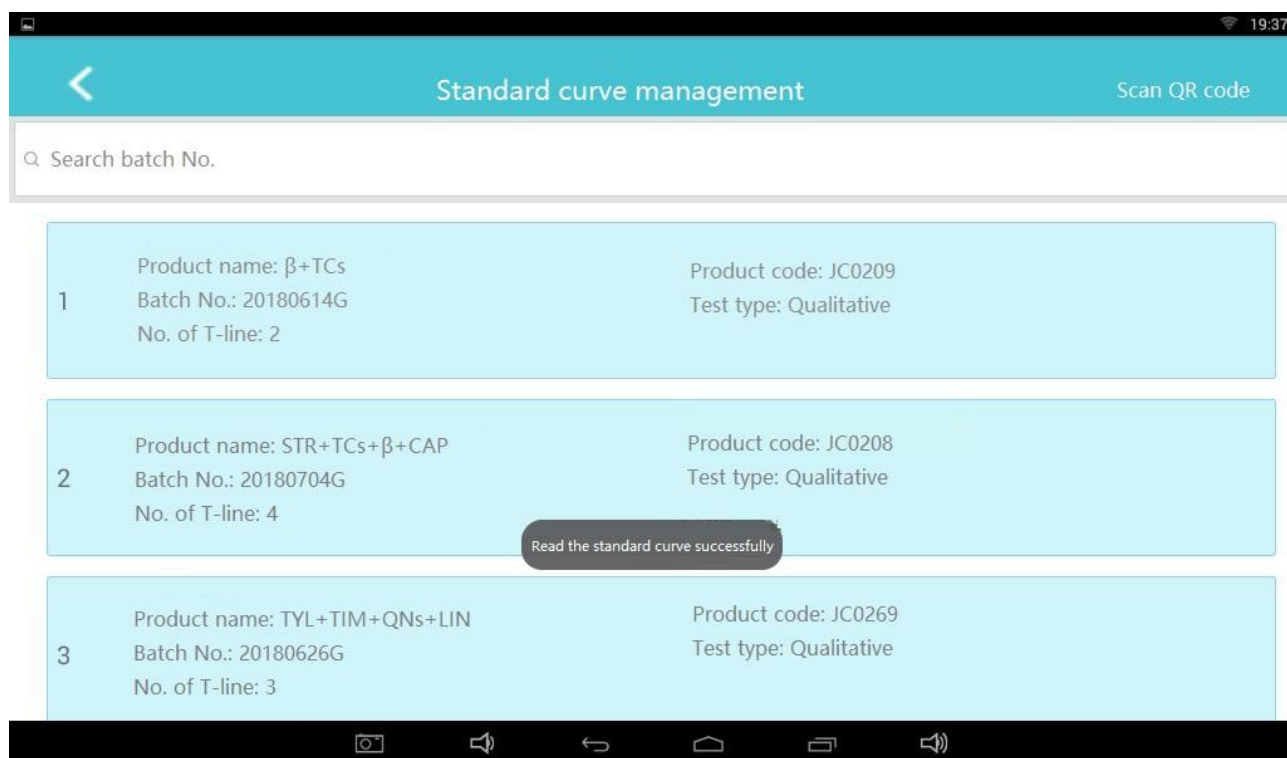 19:37
Standard curve management
Scan QR code
Search batch No.
1
Product name: β+TCs
Batch No.: 20180614G
No. of T-line: 2
Product code: JC0209
Test type: Qualitative
2
Product name: STR+TCs+β+CAP
Batch No.: 20180704G
No. of T-line: 4
Product code: JC0208
Test type: Qualitative
Read the standard curve successfully
3
Product name: TYL+TIM+QNs+LIN
Batch No.: 20180626G
No. of T-line: 3
Product code: JC0269
Test type: Qualitative